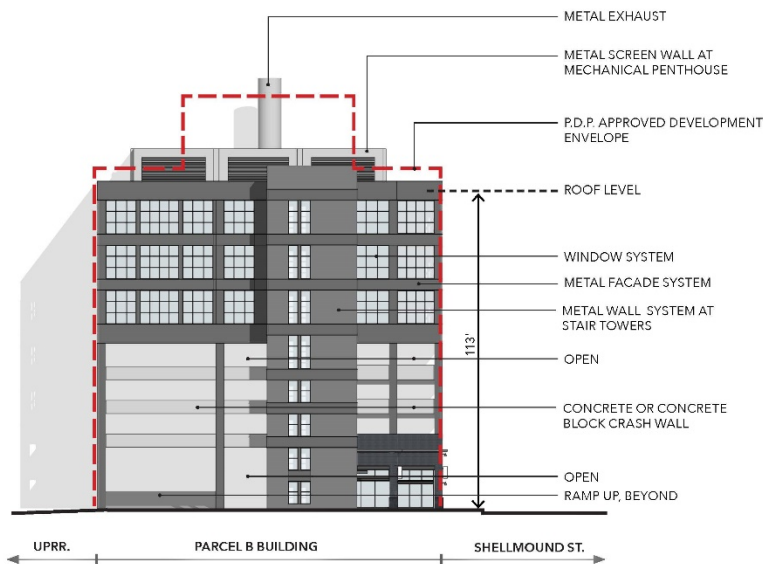 METAL EXHAUST
METAL SCREEN WALL AT
MECHANICAL PENTHOUSE
P.D.P. APPROVED DEVELOPMENT
ENVELOPE
ROOF LEVEL
WINDOW SYSTEM
METAL FACADE SYSTEM
METAL WALL SYSTEM AT
STAIR TOWERS
113'
OPEN
CONCRETE OR CONCRETE
BLOCK CRASH WALL
OPEN
RAMP UP, BEYOND
UPRR.
PARCEL B BUILDING
SHELLMOUND ST.